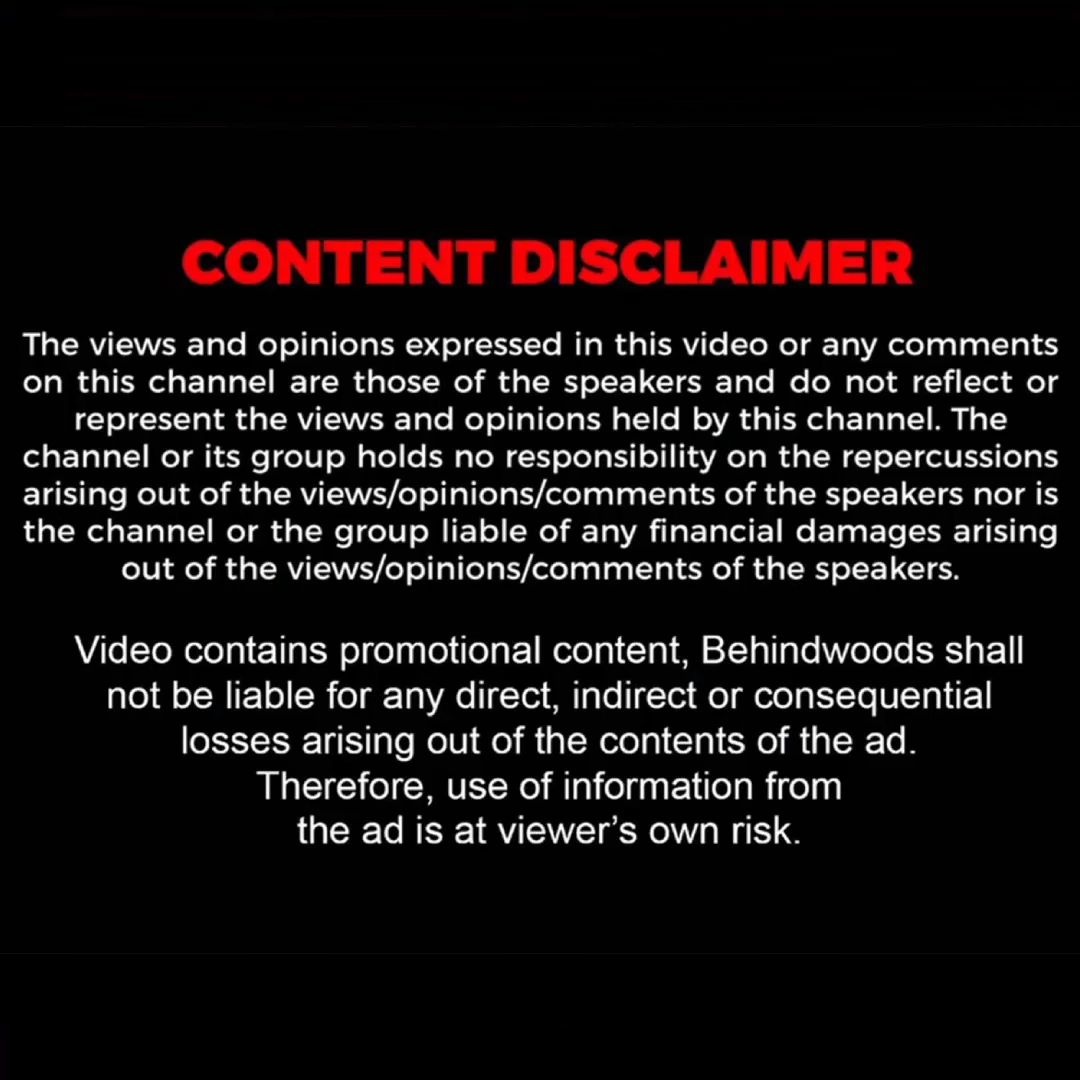 CONTENT DISCLAIMER
The views and opinions expressed in this video or any comments
on this channel are those of the speakers and do not reflect or
represent the views and opinions held by this channel. The
channel or its group holds no responsibility on the repercussions
arising out of the views/opinions/comments of the speakers nor is
the channel or the group liable of any financial damages arising
out of the views/opinions/comments of the speakers.
Video contains promotional content, Behindwoods shall
not be liable for any direct, indirect or consequential
losses arising out of the contents of the ad.
Therefore, use of information from
the ad is at viewer’s own risk.